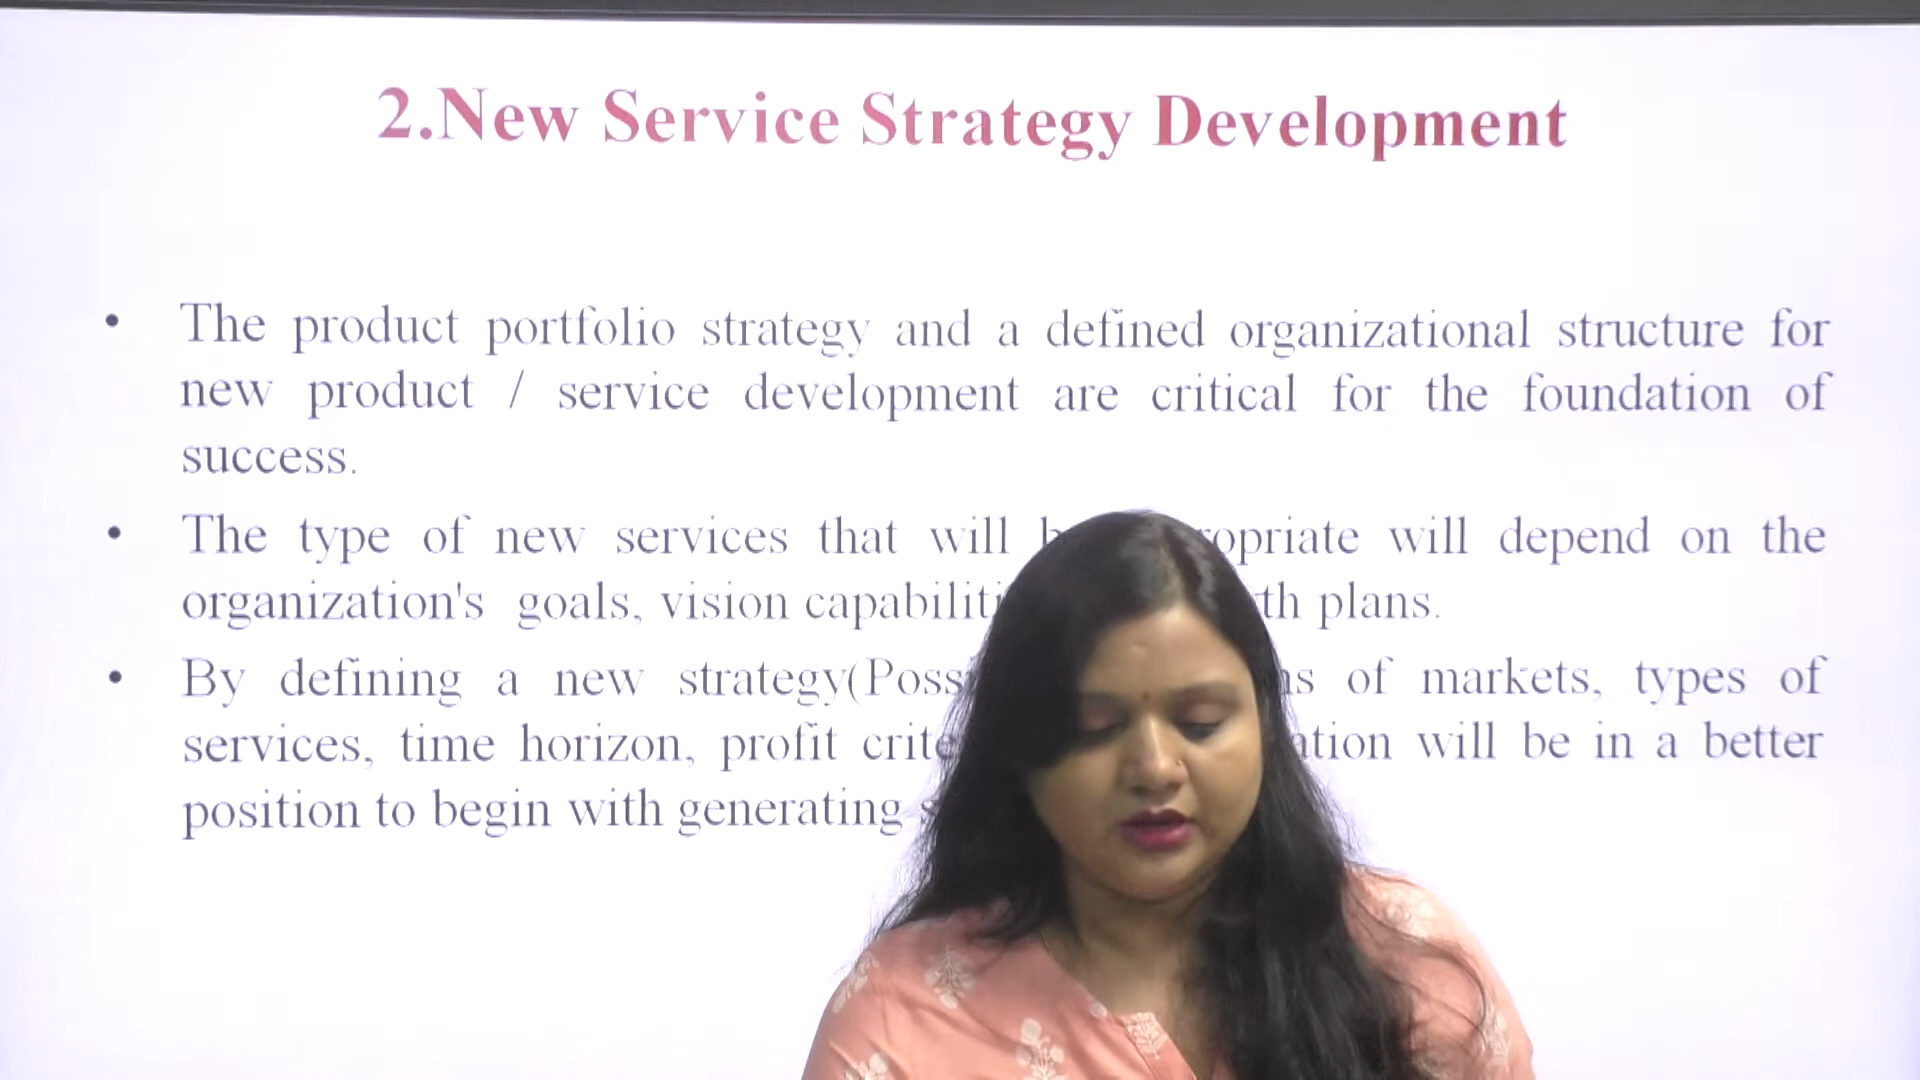 2.New Service Strategy Development
• The product portfolio strategy and a defined organizational structure for
new product / service development are critical for the foundation of
success.
• The type of new services that will will depend on the
organization's goals, vision plans.
• By defining a new of markets, types of
services, time horizon, profit will be in a better
position to begin with generating